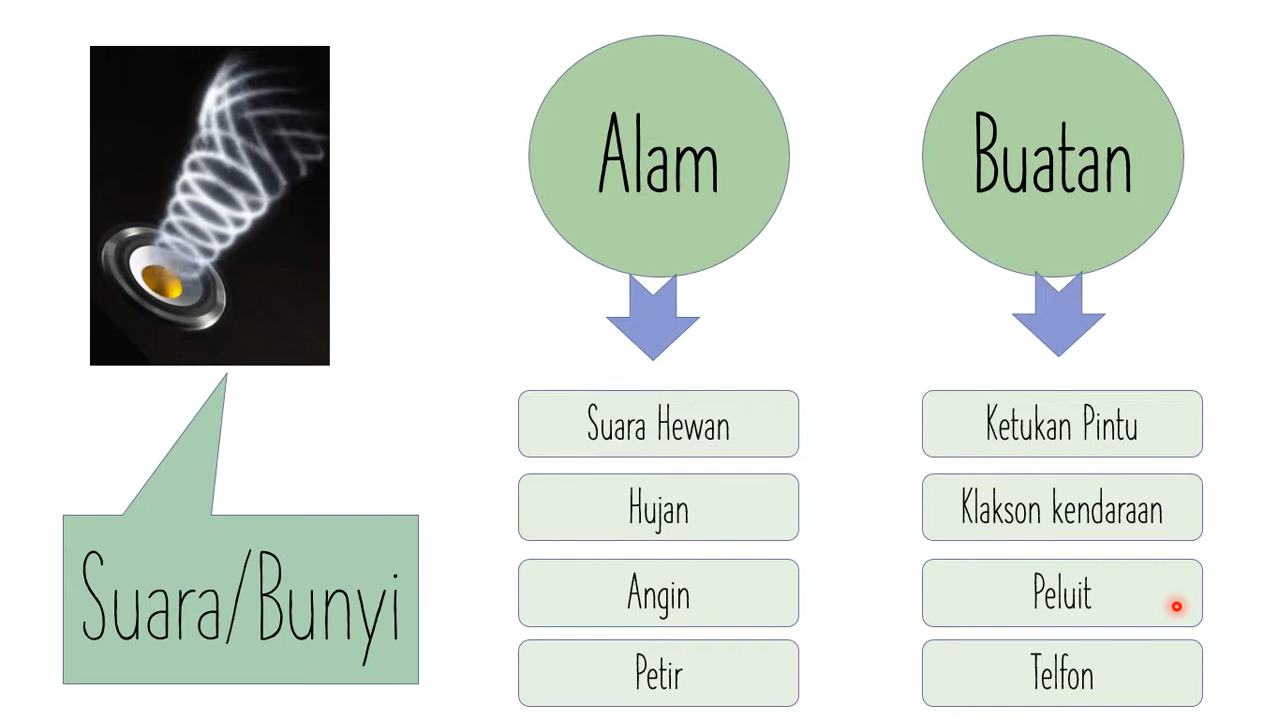 Suara/Bunyi
Alam
Suara Hewan
Hujan
Angin
Petir
Buatan
Ketukan Pintu
Klakson kendaraan
Peluit
Telfon